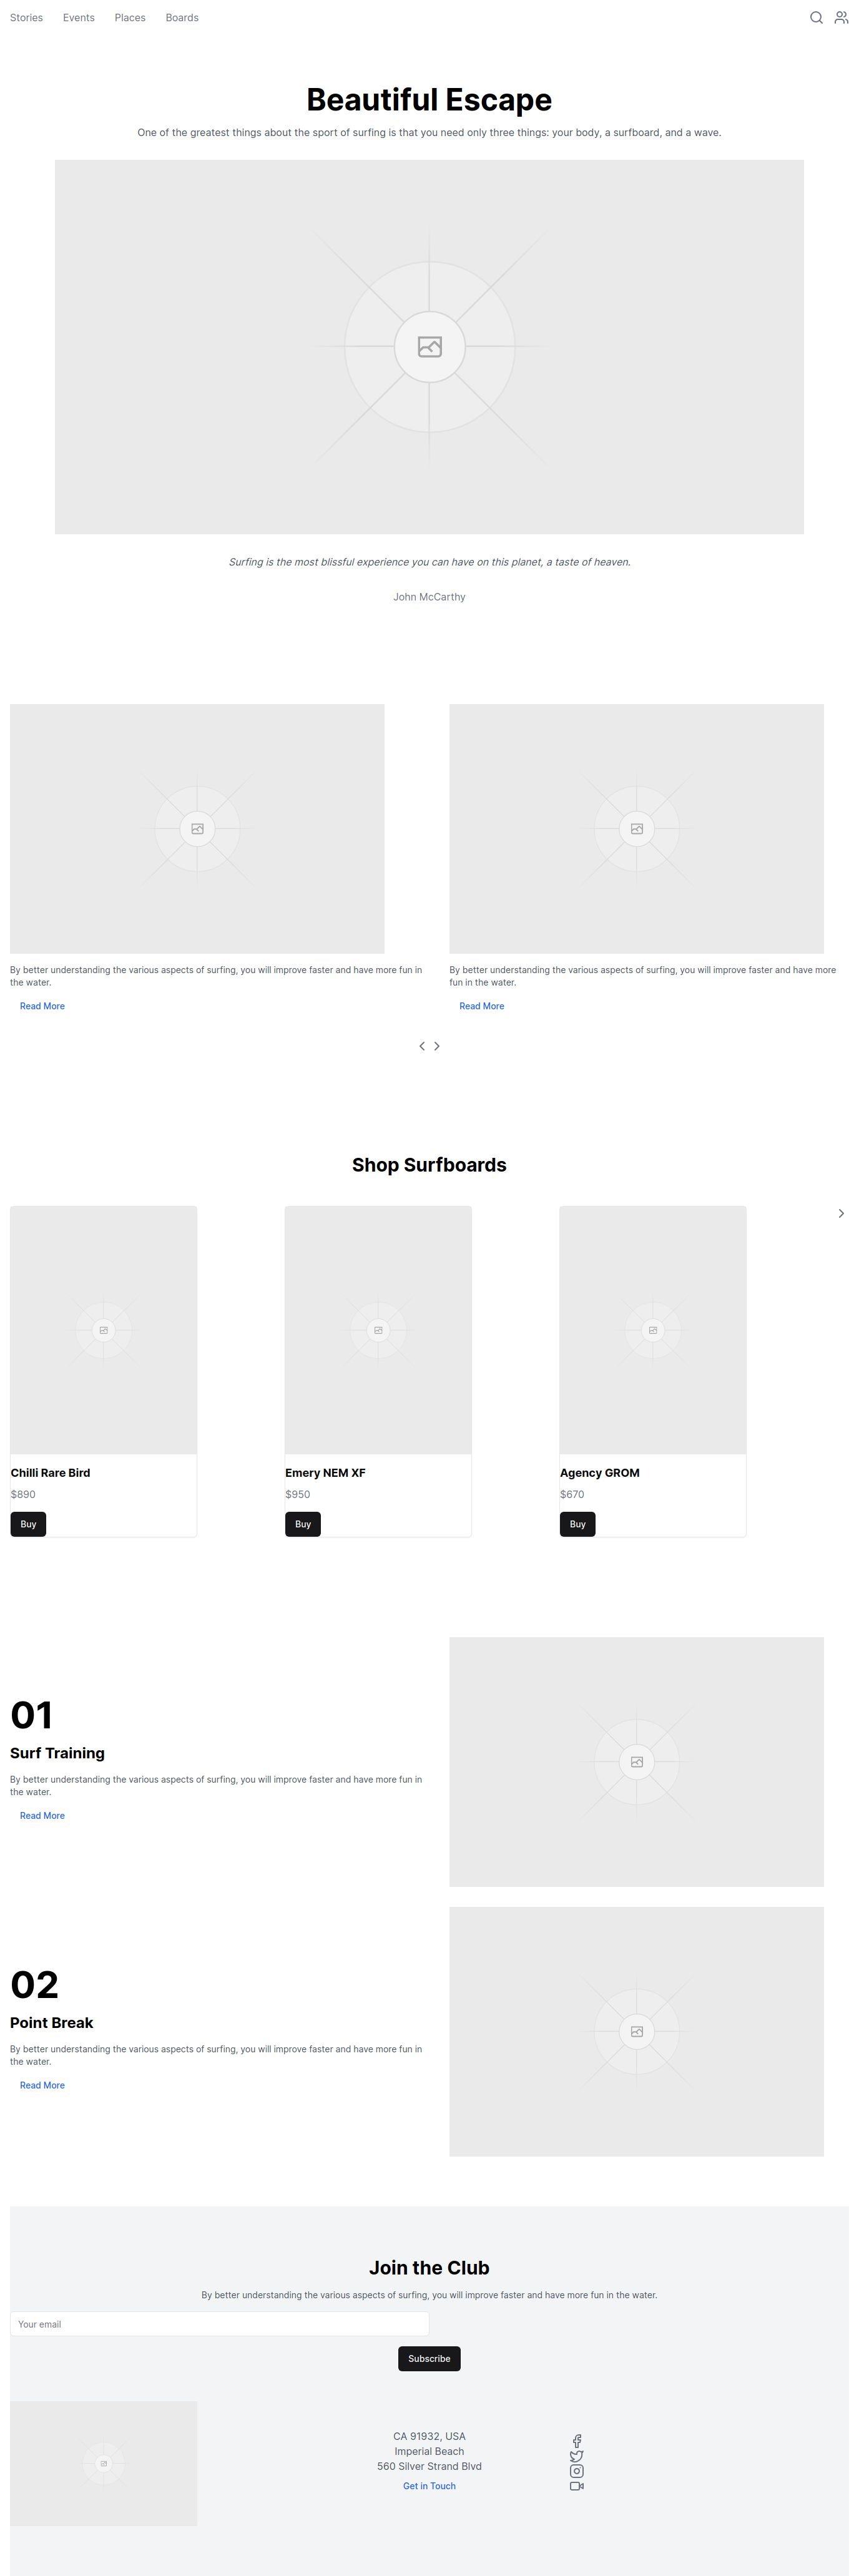 Stories Events Places Boards
Beautiful Escape
One of the greatest things about the sport of surfing is that you need only three things: your body, a surfboard, and a wave.
Surfing is the most blissful experience you can have on this planet, a taste of heaven.
John McCarthy
By better understanding the various aspects of surfing, you will improve faster and have more fun in
the water.
Read More
By better understanding the various aspects of surfing, you will improve faster and have more
fun in the water.
Read More
Shop Surfboards
Chilli Rare Bird
$890
Buy
Emery NEM XF
$950
Buy
Agency GROM
$670
Buy
01
Surf Training
By better understanding the various aspects of surfing, you will improve faster and have more fun in
the water.
Read More
02
Point Break
By better understanding the various aspects of surfing, you will improve faster and have more fun in
the water.
Read More
Join the Club
By better understanding the various aspects of surfing, you will improve faster and have more fun in the water.
Your email
Subscribe
CA 91932, USA
Imperial Beach
560 Silver Strand Blvd
Get in Touch